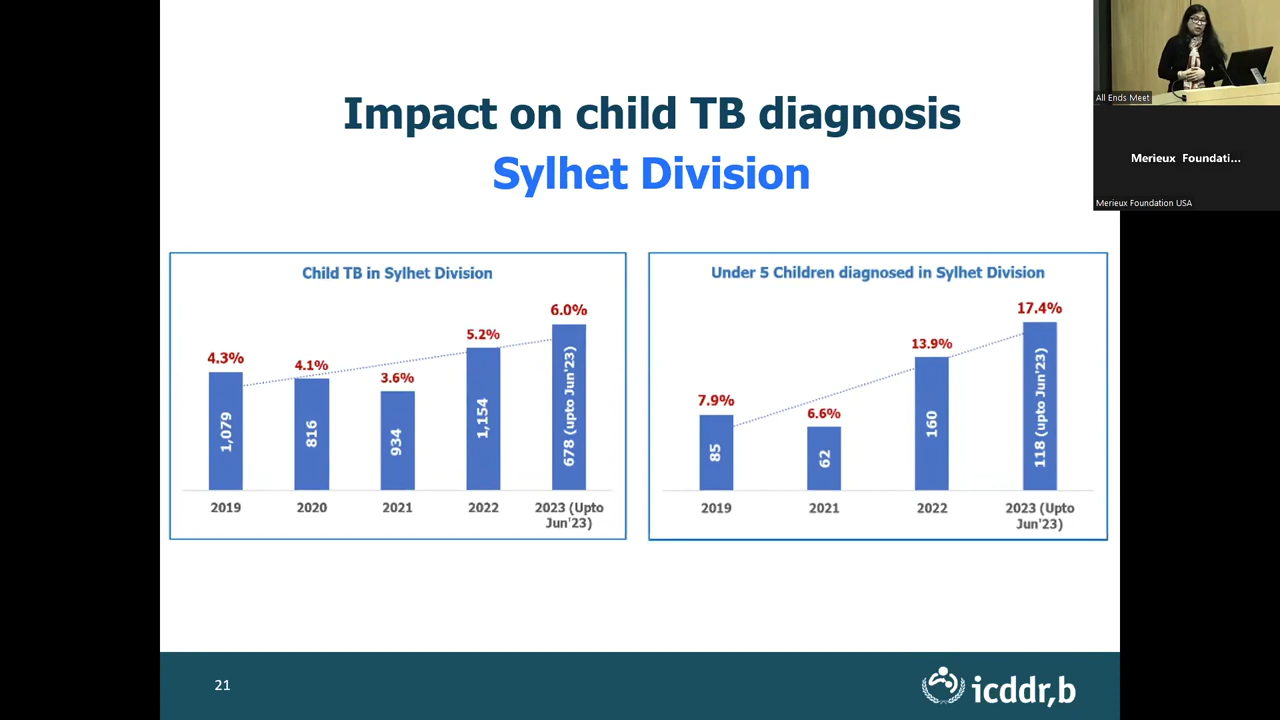 Impact on child TB diagnosis
Sylhet Division
All Ends Meet
Merieux Foundati...
Merieux Foundation USA
Child TB in Sylhet Division
4.3%
4.1%
3.6%
5.2%
6.0%
1,079
816
934
1,154
678 (upto Jun'23)
2019
2020
2021
2022
2023 (Upto
Jun'23)
Under 5 Children diagnosed in Sylhet Division
7.9%
6.6%
13.9%
17.4%
85
62
160
118 (upto Jun'23)
2019
2021
2022
2023 (Upto
Jun'23)
21
icddr,b